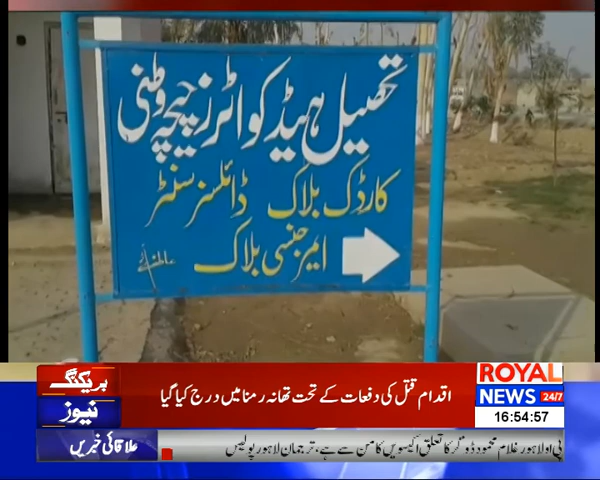 تحصیل ہیڈ کواٹرز چیچہ وطنی
کارڈک بلاک ڈائلسز سنٹر
ایمرجنسی بلاک
بریکنگ نیوز
اقدام قتل کی دفعات کے تحت تھانہ رمنا میں درج کیا گیا
ROYAL
NEWS 24/7
16:54:57
علاقائی خبریں
پی او لاہور غلام محمود ڈوگر کا تعلق اکیسویں کامن سے ہے، ترجمان لاہور پولیس